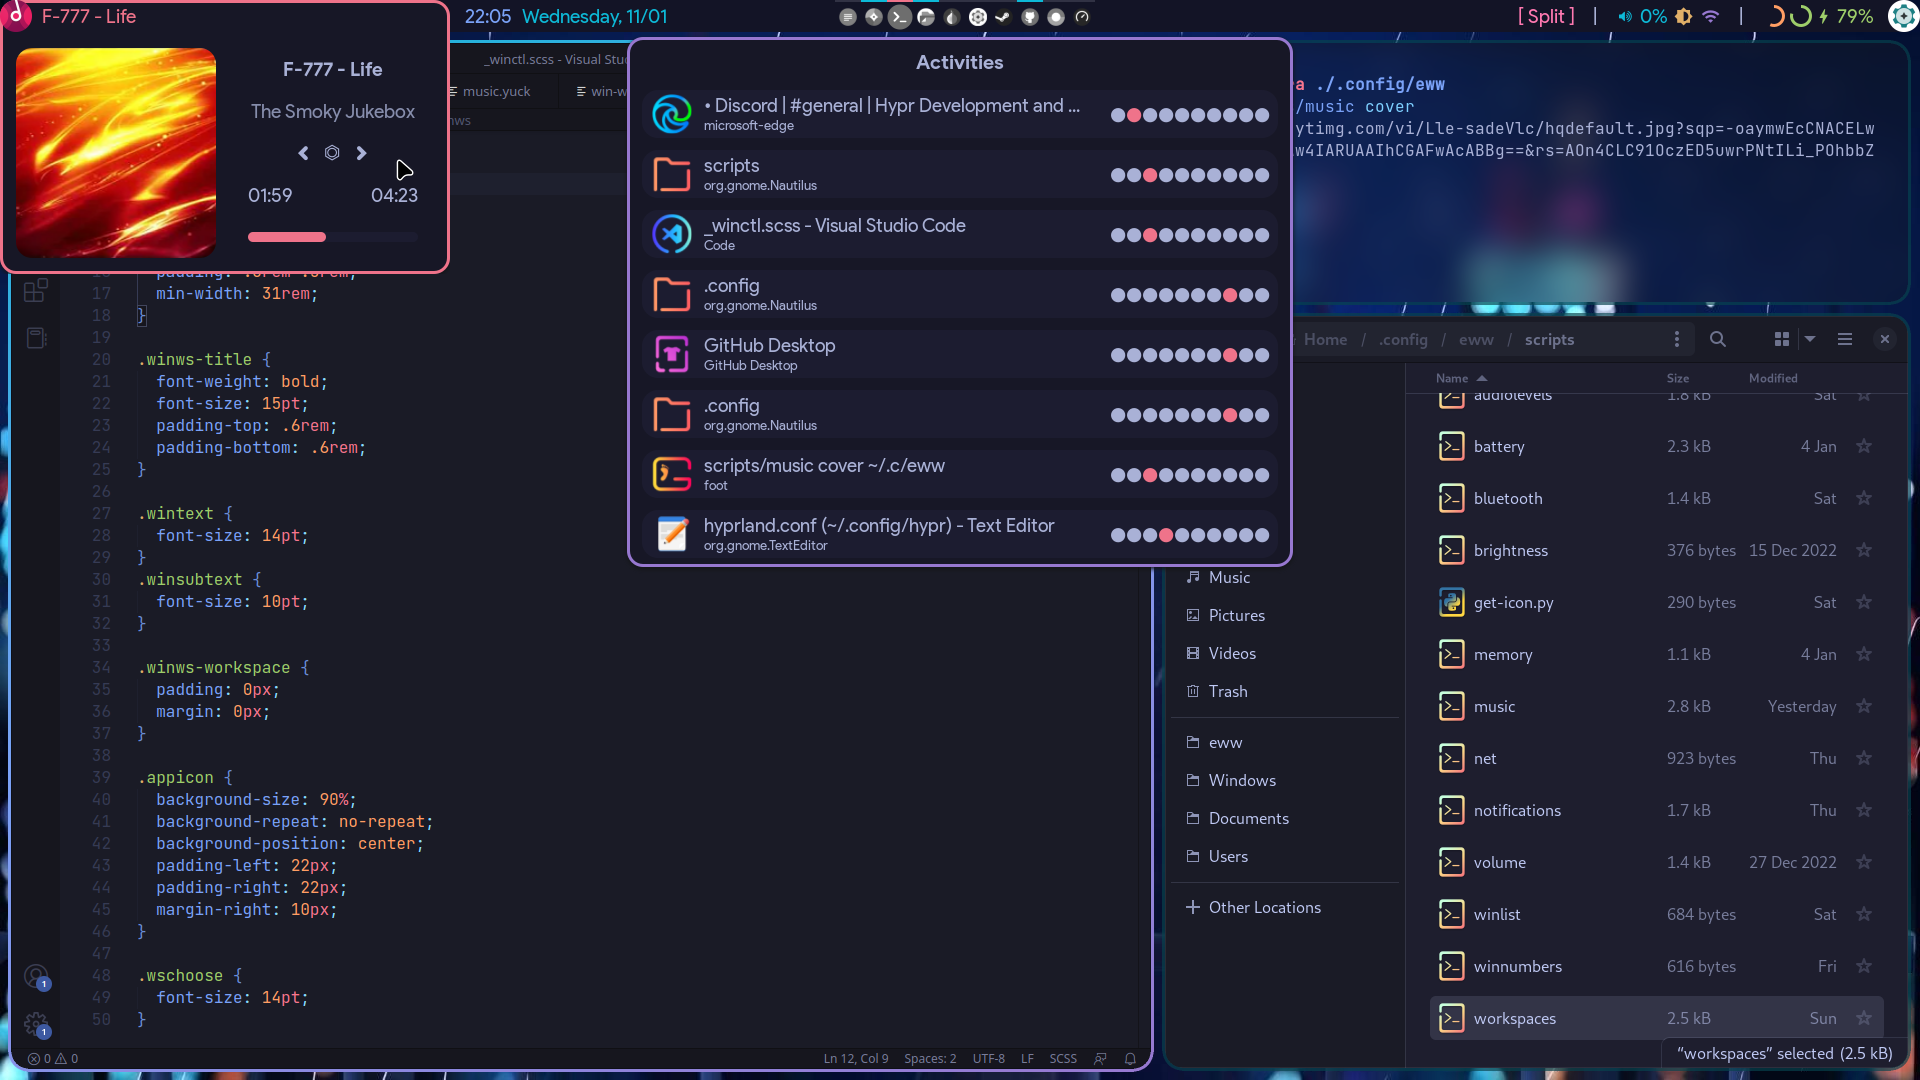 F-777 - Life
22:05 Wednesday, 11/01
[ Split ] | 0% | 79%
F-777 - Life
The Smoky Jukebox
01:59 04:23
_winctl.scss - Visual Stu
music.yuck
win-w
nws
Activities
• Discord | #general | Hypr Development and ...
microsoft-edge
scripts
org.gnome.Nautilus
_winctl.scss - Visual Studio Code
Code
.config
org.gnome.Nautilus
GitHub Desktop
GitHub Desktop
.config
org.gnome.Nautilus
scripts/music cover ~/.c/eww
foot
hyprland.conf (~/.config/hypr) - Text Editor
org.gnome.TextEditor
a ./.config/eww
/music cover
ytimg.com/vi/Lle-sadeVlc/hqdefault.jpg?sqp=-oaymwEcCNACELw
w4IARUAAIhCGAFwAcABBg==&rs=AOn4CLC91OczED5uwrPNtILi_POhbbZ
17 min-width: 31rem;
18 }
19
20 .winws-title {
21 font-weight: bold;
22 font-size: 15pt;
23 padding-top: .6rem;
24 padding-bottom: .6rem;
25 }
26
27 .wintext {
28 font-size: 14pt;
29 }
30 .winsubtext {
31 font-size: 10pt;
32 }
33
34 .winws-workspace {
35 padding: 0px;
36 margin: 0px;
37 }
38
39 .appicon {
40 background-size: 90%;
41 background-repeat: no-repeat;
42 background-position: center;
43 padding-left: 22px;
44 padding-right: 22px;
45 margin-right: 10px;
46 }
47
48 .wschoose {
49 font-size: 14pt;
50 }
1
1
0 0
Ln 12, Col 9 Spaces: 2 UTF-8 LF SCSS
Home / .config / eww / scripts
Music
Pictures
Videos
Trash
eww
Windows
Documents
Users
Other Locations
Name Size Modified
audiolevels 1.8 kB Sat
battery 2.3 kB 4 Jan
bluetooth 1.4 kB Sat
brightness 376 bytes 15 Dec 2022
get-icon.py 290 bytes Sat
memory 1.1 kB 4 Jan
music 2.8 kB Yesterday
net 923 bytes Thu
notifications 1.7 kB Thu
volume 1.4 kB 27 Dec 2022
winlist 684 bytes Sat
winnumbers 616 bytes Fri
workspaces 2.5 kB Sun
“workspaces” selected (2.5 kB)